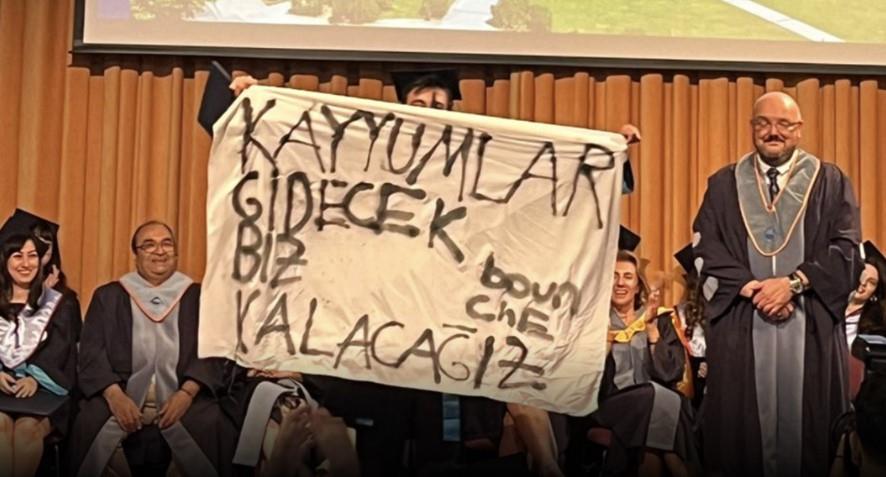 KAYYUMLAR
GİDECEK
BİZ
KALACAĞIZ
boun
ChE